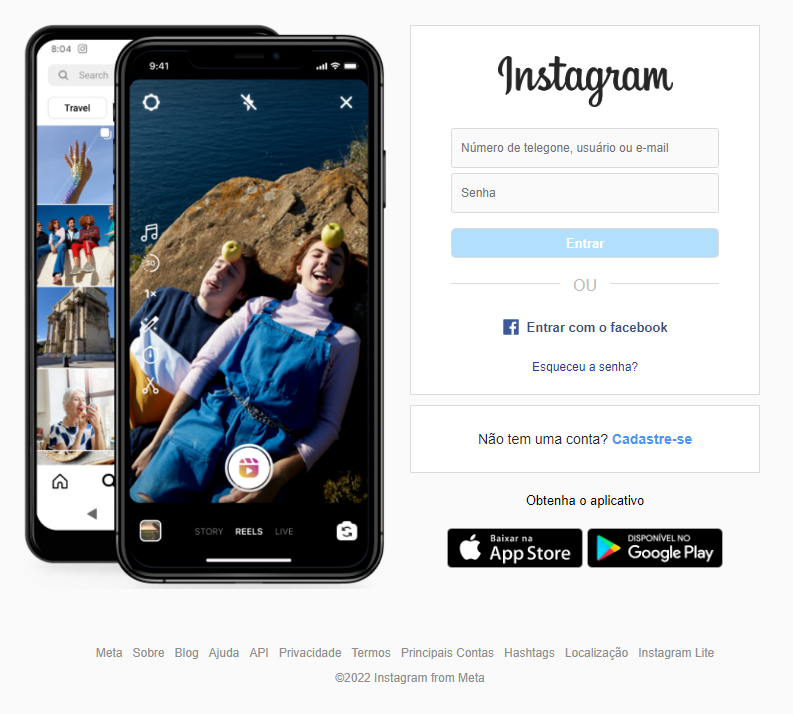 8:04
Search
Travel
9:41
30
1x
STORY REELS LIVE
Instagram
Número de telegone, usuário ou e-mail
Senha
Entrar
OU
Entrar com o facebook
Esqueceu a senha?
Não tem uma conta? Cadastre-se
Obtenha o aplicativo
Baixar na
App Store
DISPONÍVEL NO
Google Play
Meta Sobre Blog Ajuda API Privacidade Termos Principais Contas Hashtags Localização Instagram Lite
©2022 Instagram from Meta